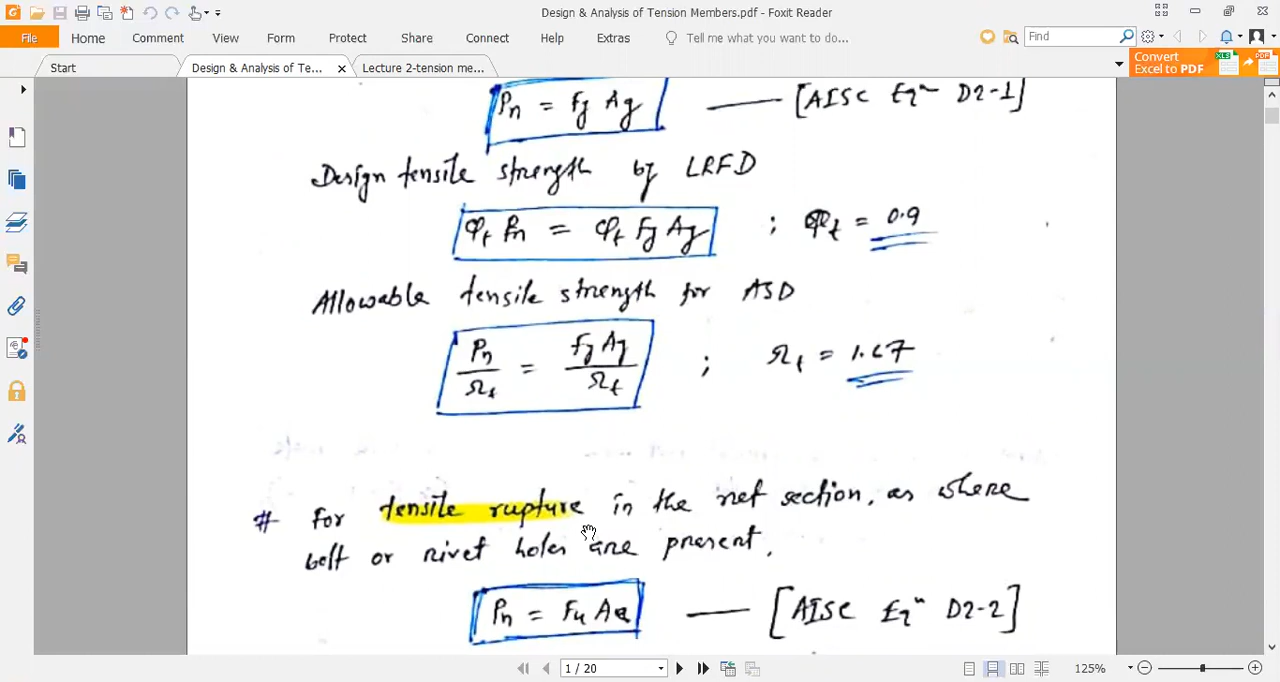 Design & Analysis of Tension Members.pdf - Foxit Reader
File Home Comment View Form Protect Share Connect Help Extras Tell me what you want to do... Find
Start Design & Analysis of Te... Lecture 2-tension me... Convert Excel to PDF
Pn = Fy Ag [AISC Eqn D2-1]
Design tensile strength by LRFD
φt Pn = φt Fy Ag ; φt = 0.9
Allowable tensile strength for ASD
Pn/Ωt = Fy Ag/Ωt ; Ωt = 1.67
# For tensile rupture in the net section, as where
bolt or rivet holes are present,
Pn = Fu Ae [AISC Eqn D2-2]
1 / 20 125%